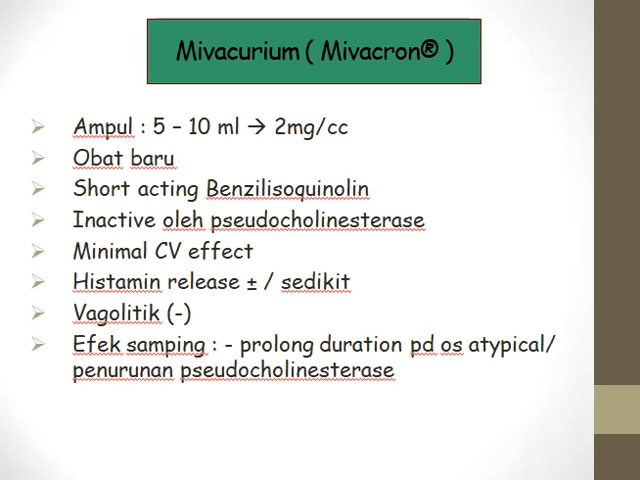 Mivacurium ( Mivacron® )
➢ Ampul : 5 – 10 ml → 2mg/cc
➢ Obat baru
➢ Short acting Benzilisoquinolin
➢ Inactive oleh pseudocholinesterase
➢ Minimal CV effect
➢ Histamin release ± / sedikit
➢ Vagolitik (-)
➢ Efek samping : - prolong duration pd os atypical/
penurunan pseudocholinesterase